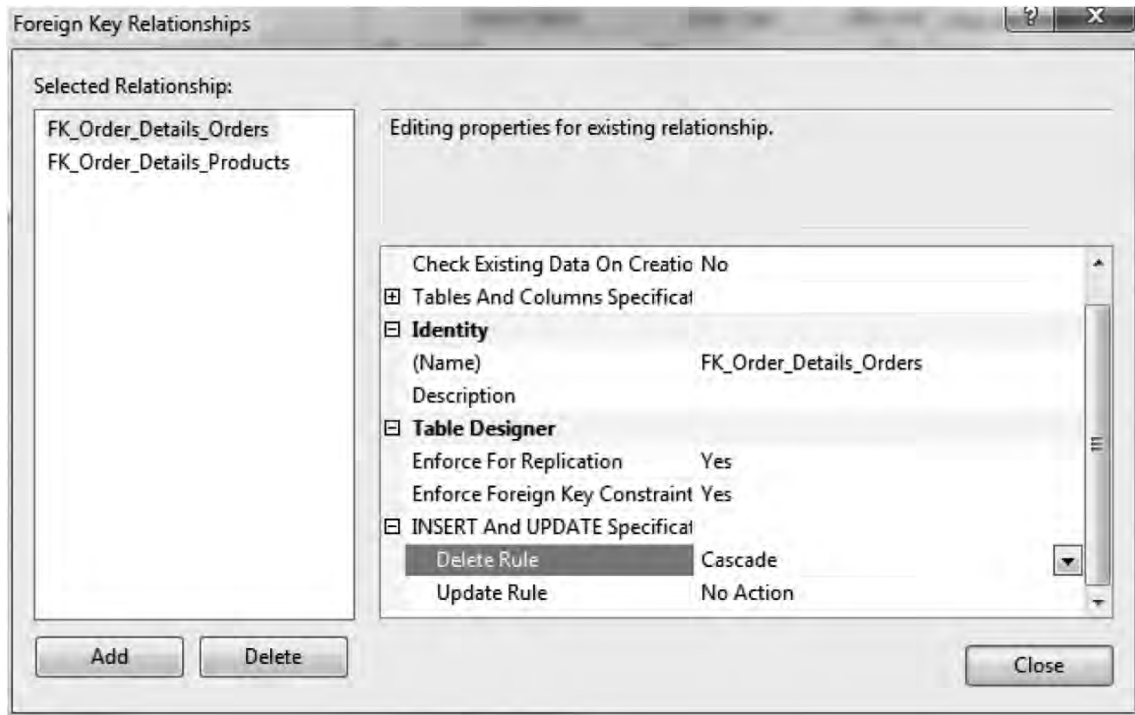 Foreign Key Relationships
Selected Relationship:
FK_Order_Details_Orders
FK_Order_Details_Products
Editing properties for existing relationship.
Check Existing Data On Creatio No
Tables And Columns Specificat
Identity
(Name) FK_Order_Details_Orders
Description
Table Designer
Enforce For Replication Yes
Enforce Foreign Key Constraint Yes
INSERT And UPDATE Specificat
Delete Rule Cascade
Update Rule No Action
Add Delete
Close